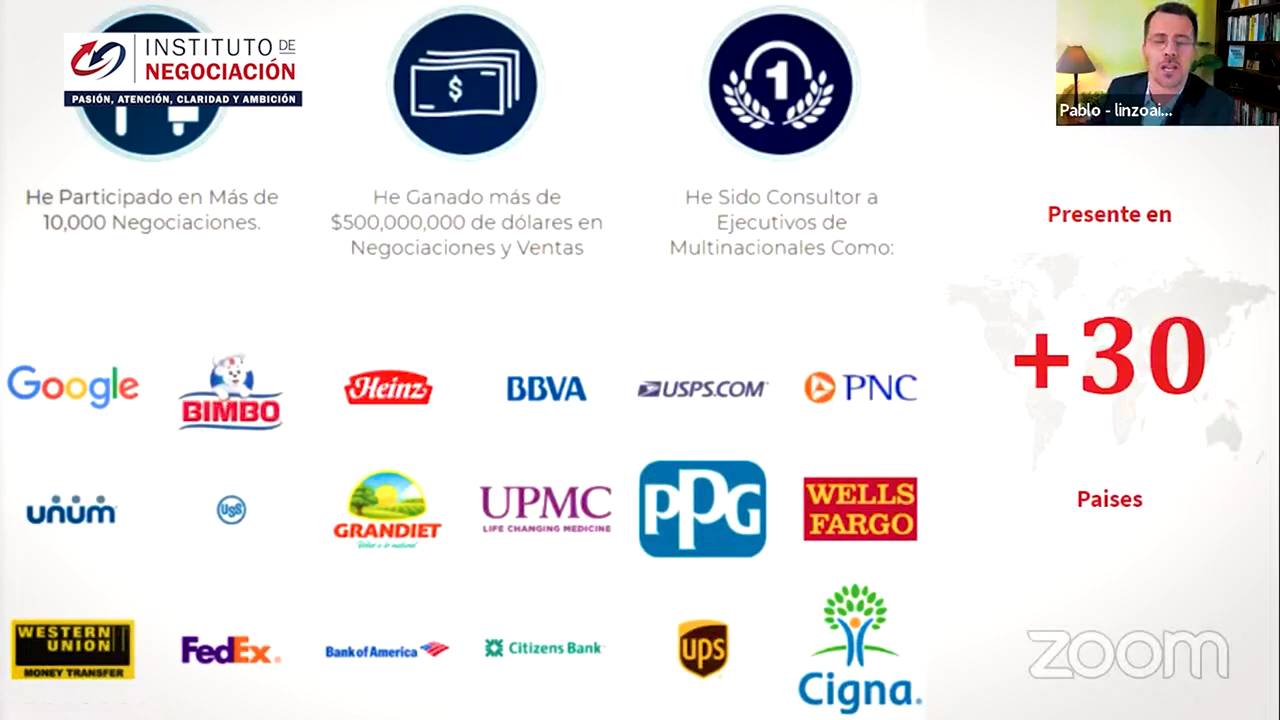 INSTITUTO DE
NEGOCIACIÓN
PASIÓN, ATENCIÓN, CLARIDAD Y AMBICIÓN
$
1
Pablo - linzoai...
He Participado en Más de
10,000 Negociaciones.
He Ganado más de
$500,000,000 de dólares en
Negociaciones y Ventas
He Sido Consultor a
Ejecutivos de
Multinacionales Como:
Presente en
+30
Paises
Google
BIMBO
Heinz
BBVA
USPS.COM
PNC
unum
USS
GRANDIET
UPMC
LIFE CHANGING MEDICINE
PPG
WELLS
FARGO
WESTERN
UNION
MONEY TRANSFER
FedEx
Bank of America
Citizens Bank
ups
Cigna.
zoom